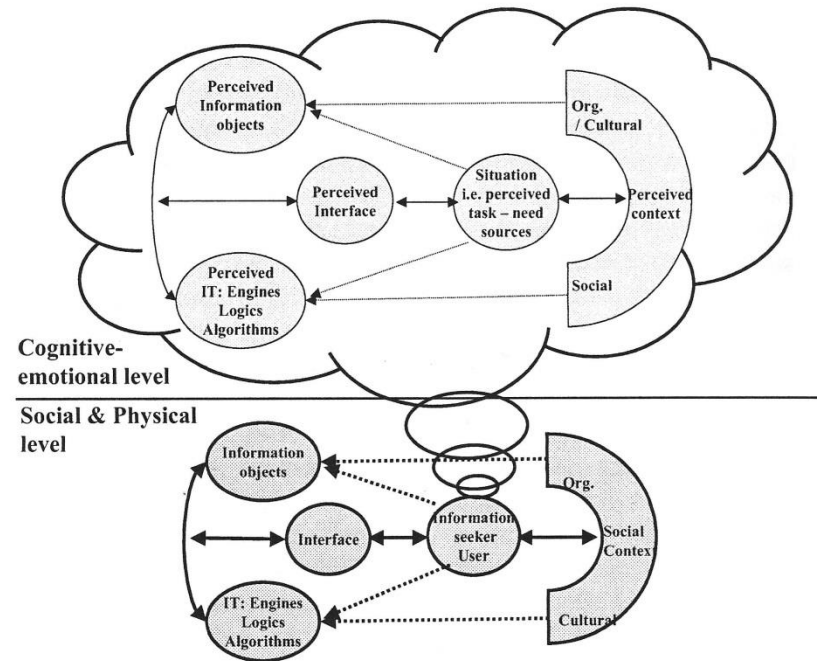 Perceived
Information
objects
Org.
/ Cultural
Perceived
Interface
Situation
i.e. perceived
task – need
sources
Perceived
context
Perceived
IT: Engines
Logics
Algorithms
Social
Cognitive-
emotional level
Social & Physical
level
Information
objects
Org.
Interface
Information
seeker
User
Social
Context
IT: Engines
Logics
Algorithms
Cultural